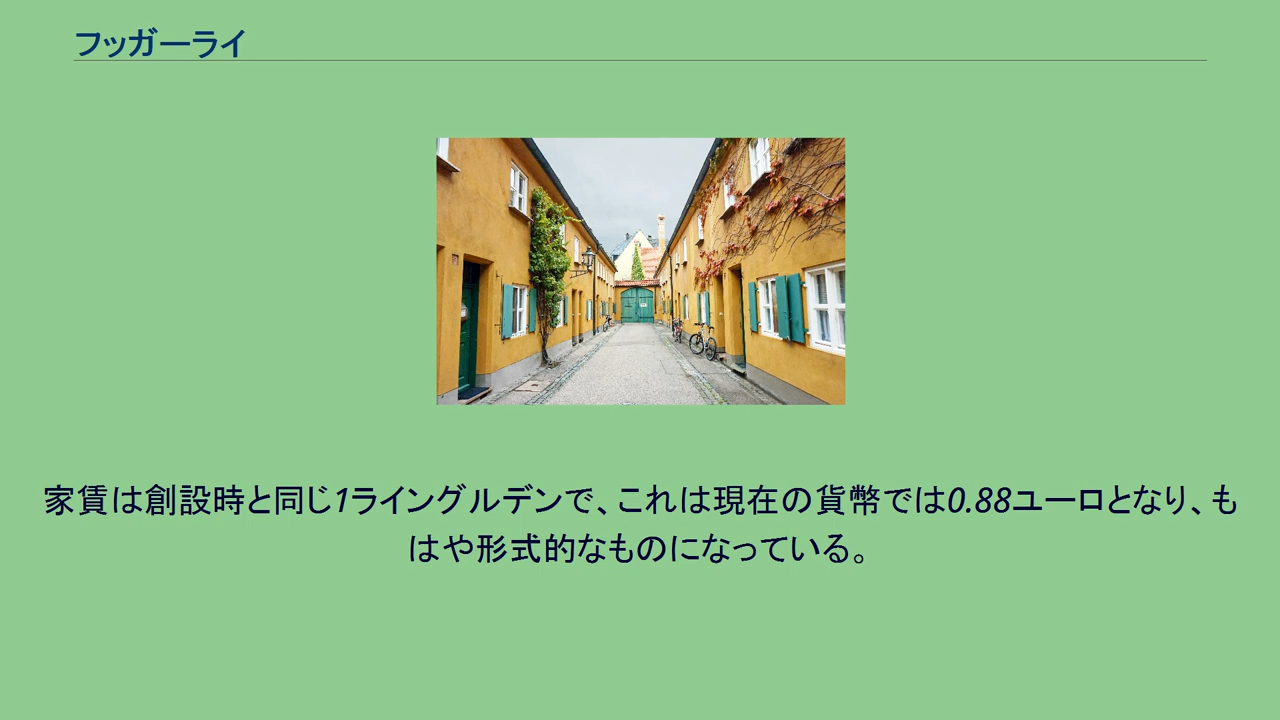 フッガーライ
家賃は創設時と同じ1ライングルデンで、これは現在の貨幣では0.88ユーロとなり、も
はや形式的なものになっている。